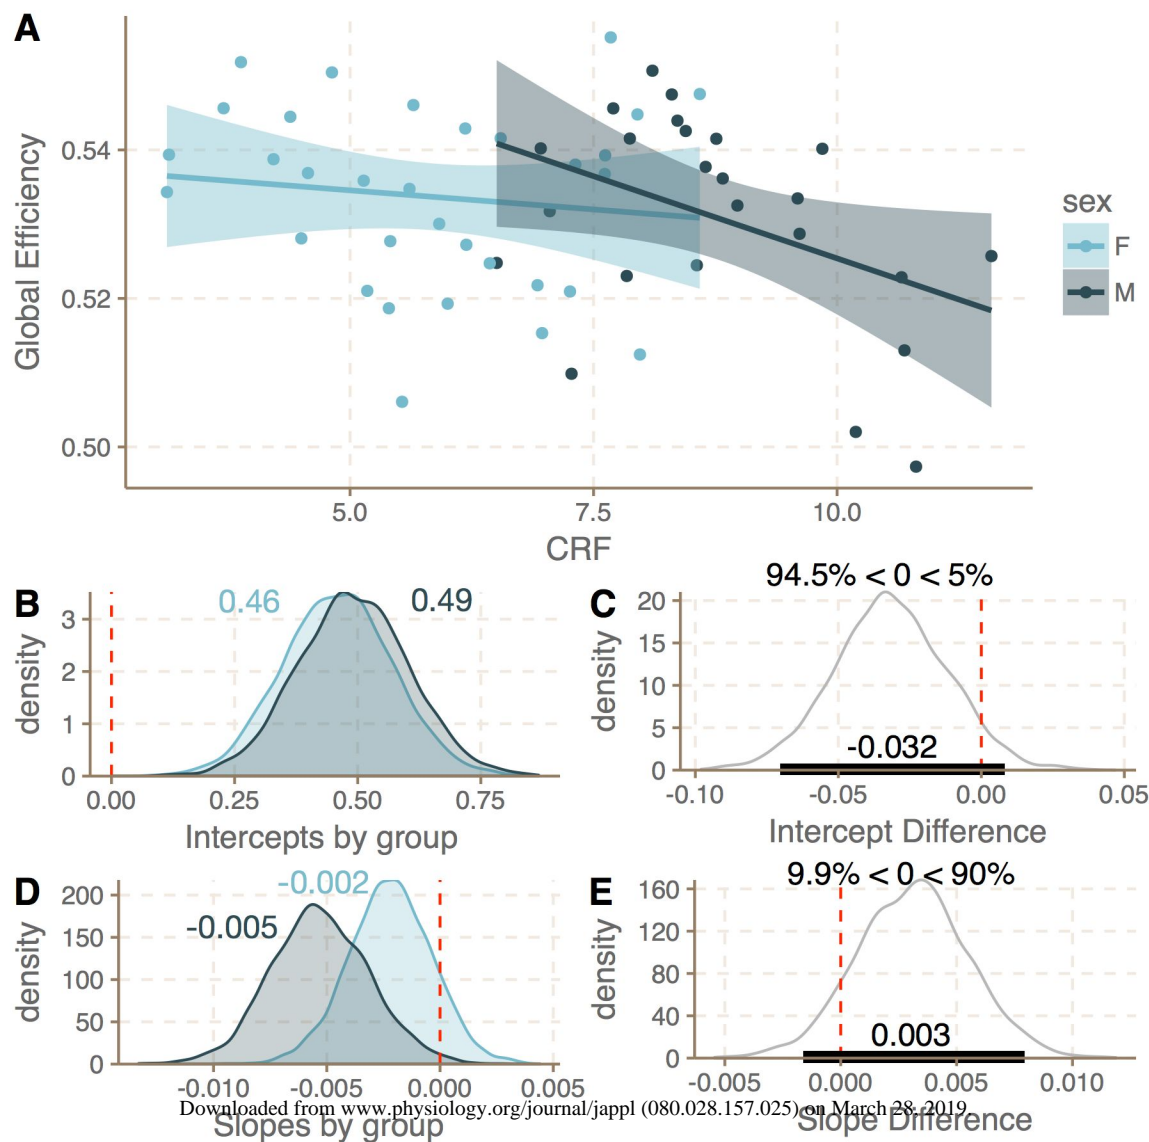 A
Global Efficiency
0.54
0.52
0.50
5.0 7.5 10.0
CRF
sex
F
M
B
0.46 0.49
density
3
2
1
0
0.00 0.25 0.50 0.75
Intercepts by group
C
94.5% < 0 < 5%
density
20
15
10
5
0
-0.032
-0.10 -0.05 0.00 0.05
Intercept Difference
D
-0.002
-0.005
density
200
150
100
50
0
-0.010 -0.005 0.000 0.005
Slopes by group
E
9.9% < 0 < 90%
density
160
120
80
40
0
0.003
-0.005 0.000 0.005 0.010
Slope Difference
Downloaded from www.physiology.org/journal/jappl (080.028.157.025) on March 28, 2019.